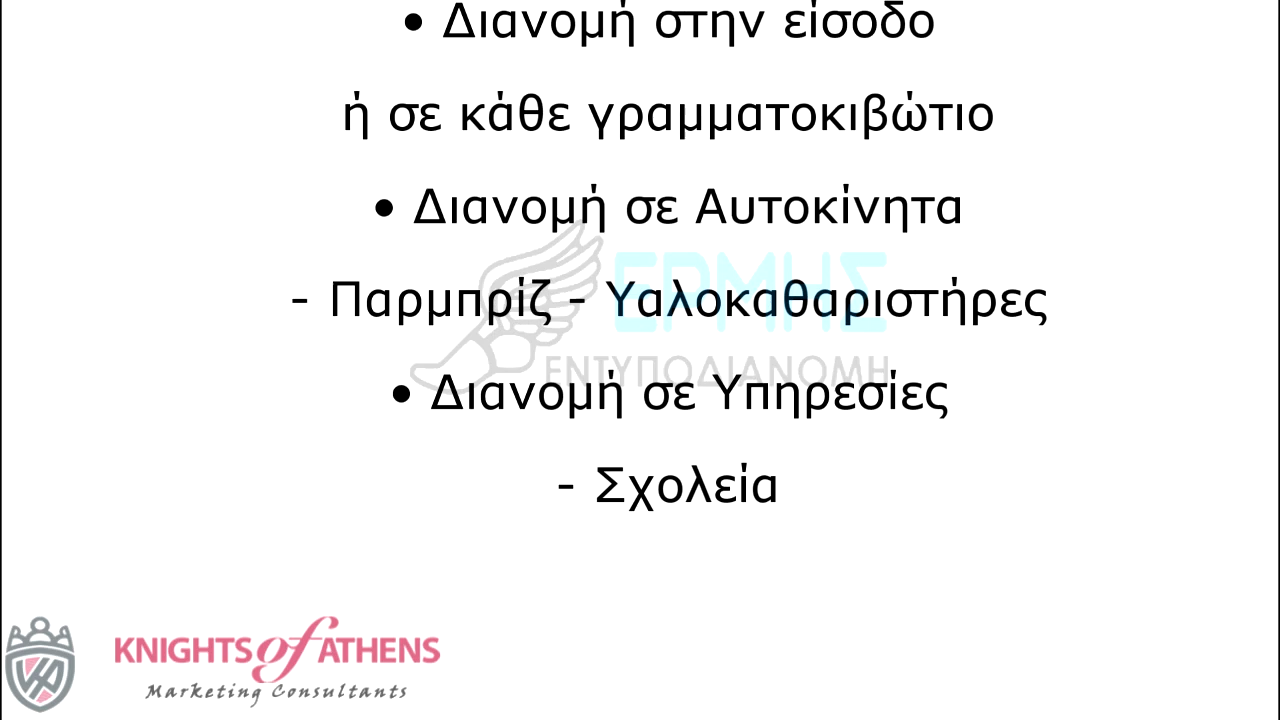 • Διανομή στην είσοδο
ή σε κάθε γραμματοκιβώτιο
• Διανομή σε Αυτοκίνητα
ΕΡΜΗΣ
- Παρμπρίζ - Υαλοκαθαριστήρες
ΕΝΤΥΠΟΔΙΑΝΟΜΗ
• Διανομή σε Υπηρεσίες
- Σχολεία
KNIGHTS of ATHENS
Marketing Consultants